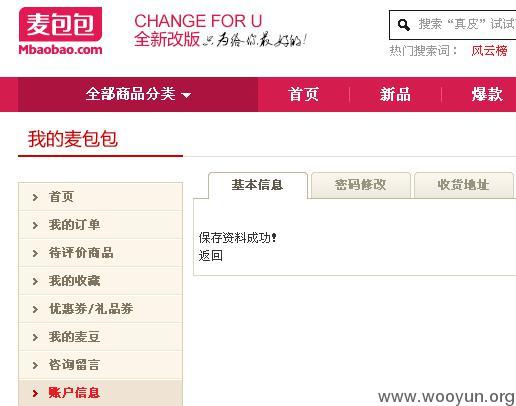 麦包包
Mbaobao.com
CHANGE FOR U
全新改版 只为给你最好的!
搜索“真皮”试试
热门搜索词： 风云榜
全部商品分类
首页
新品
爆款
我的麦包包
基本信息
密码修改
收货地址
保存资料成功!
返回
首页
我的订单
待评价商品
我的收藏
优惠券/礼品券
我的麦豆
咨询留言
账户信息
www.wooyun.org